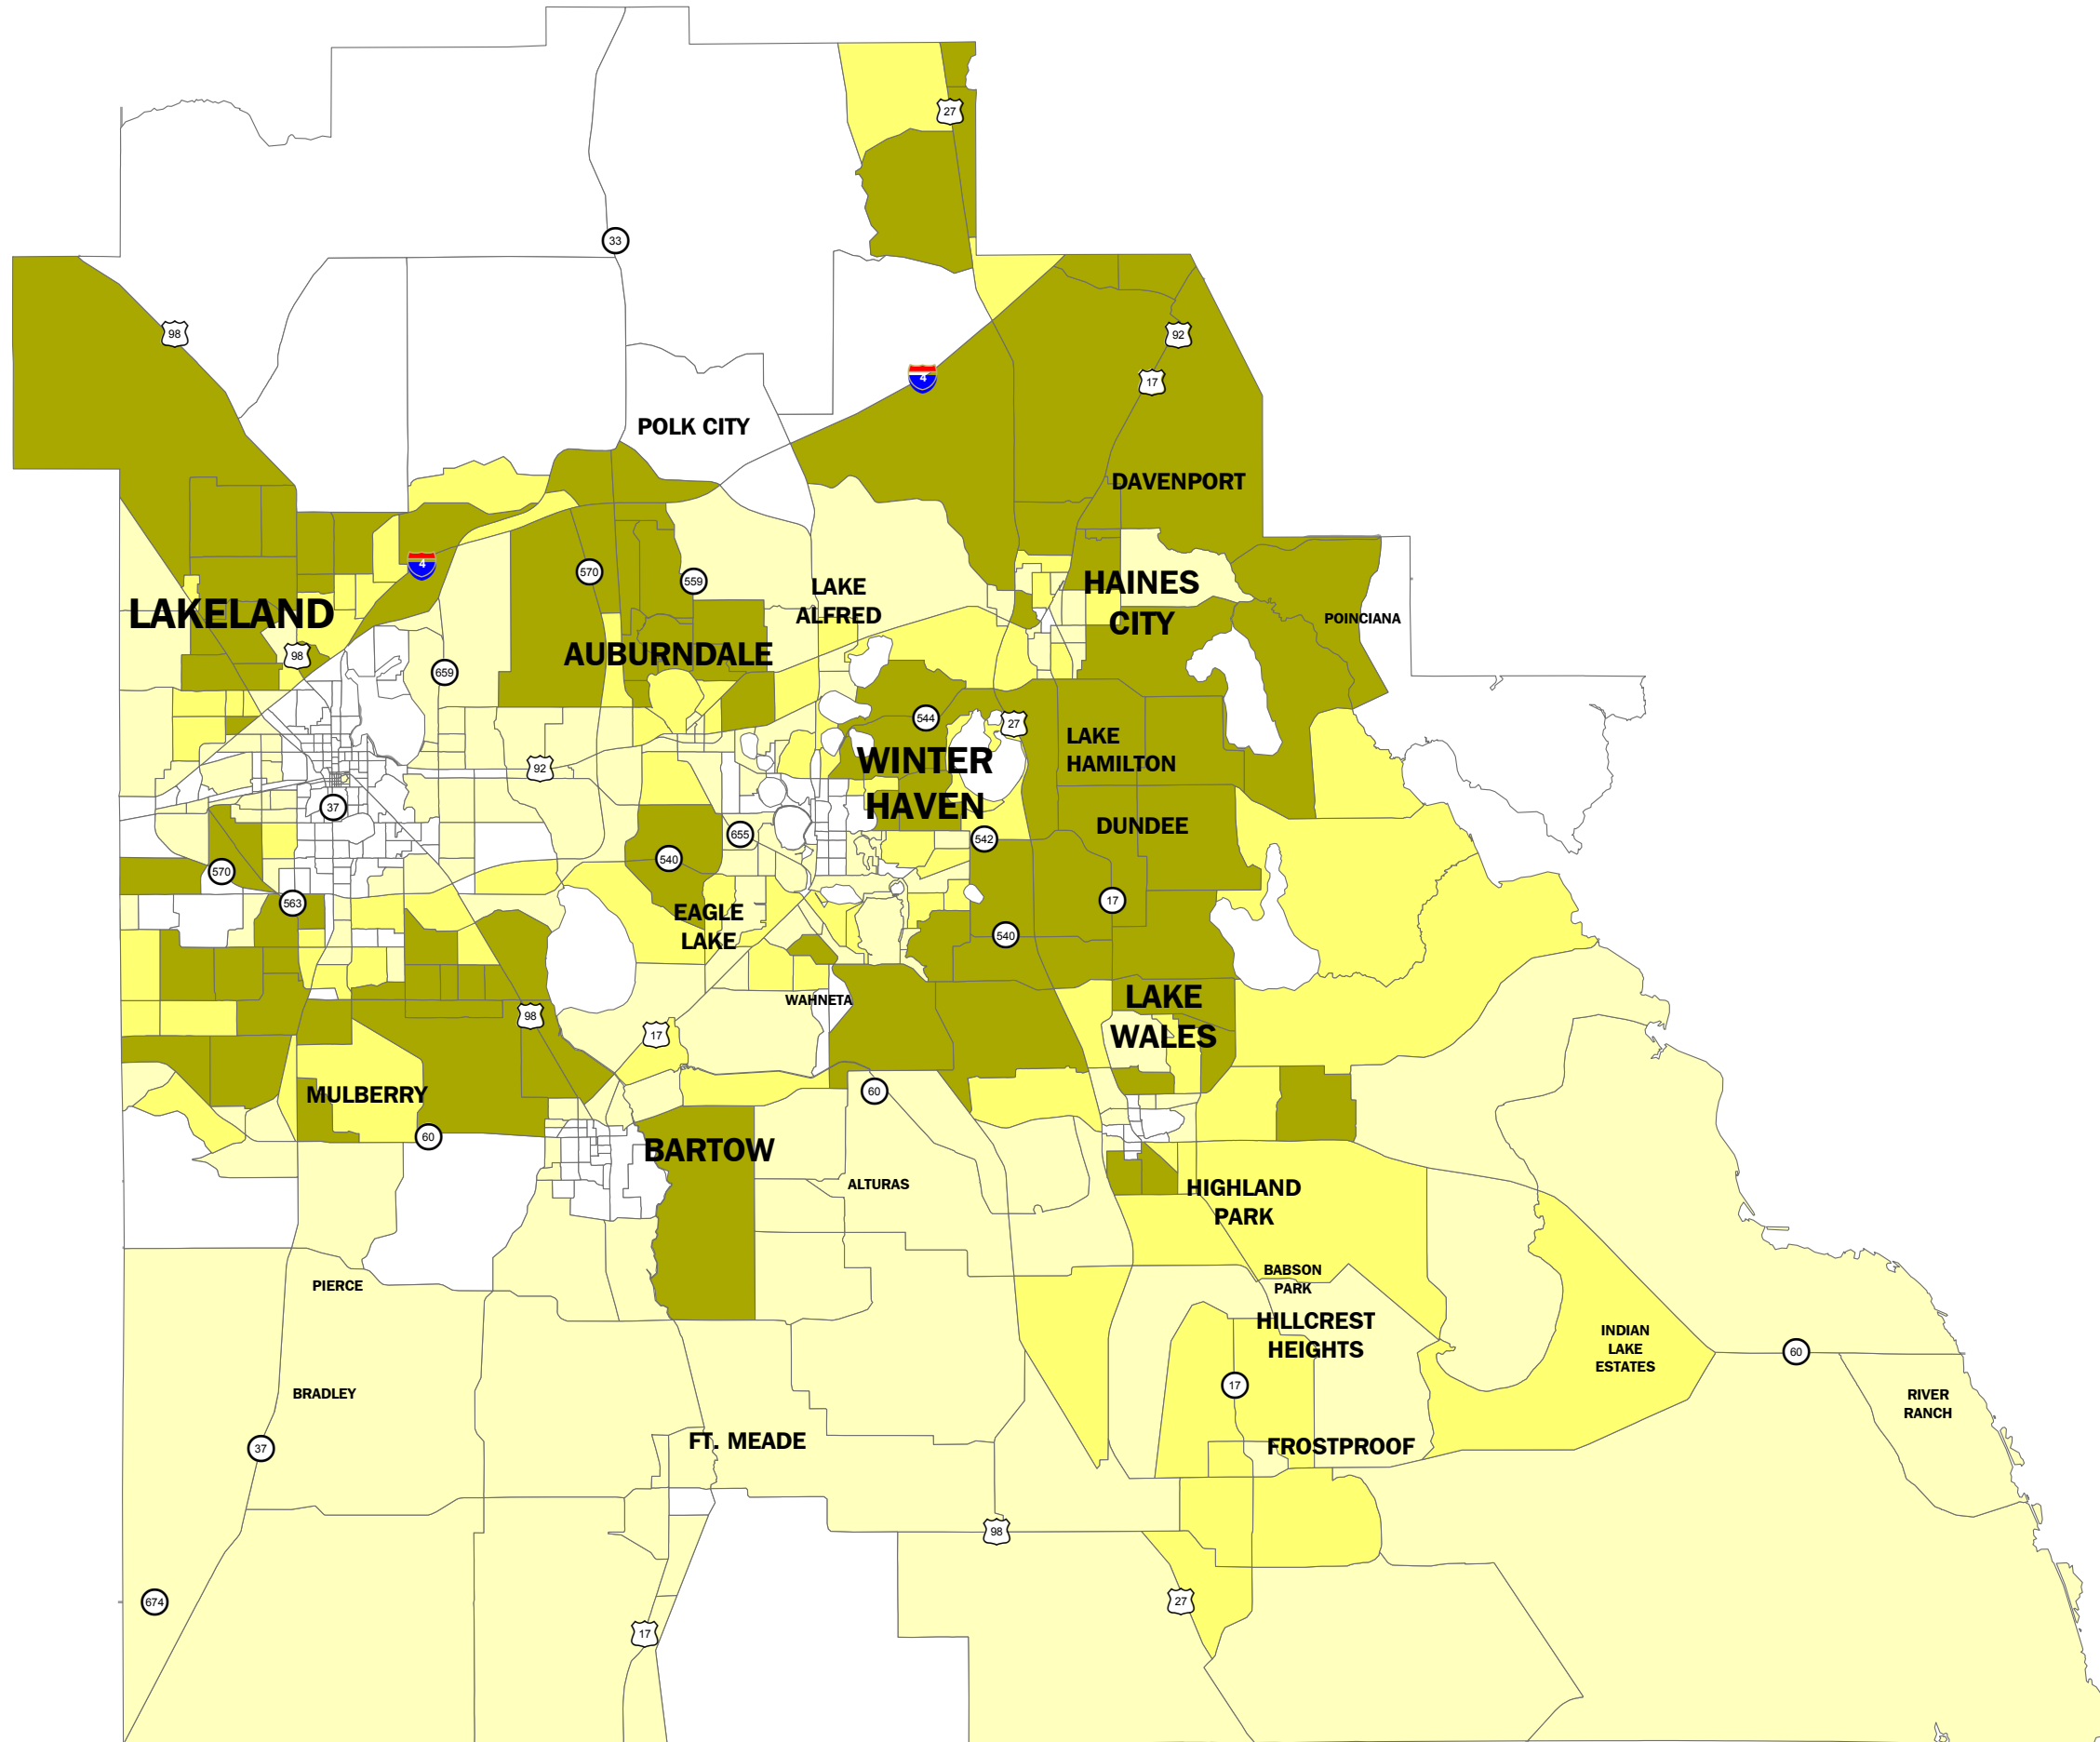 27
33
98
92
4
17
POLK CITY
DAVENPORT
4
570
559
LAKE
ALFRED
HAINES
CITY
LAKELAND
POINCIANA
98
AUBURNDALE
659
544
27
LAKE
HAMILTON
92
WINTER
HAVEN
37
655
542
DUNDEE
540
570
563
17
EAGLE
LAKE
540
WAHNETA
LAKE
WALES
98
17
MULBERRY
60
60
BARTOW
ALTURAS
HIGHLAND
PARK
PIERCE
BABSON
PARK
HILLCREST
HEIGHTS
INDIAN
LAKE
ESTATES
60
BRADLEY
17
RIVER
RANCH
37
FT. MEADE
FROSTPROOF
98
674
27
17